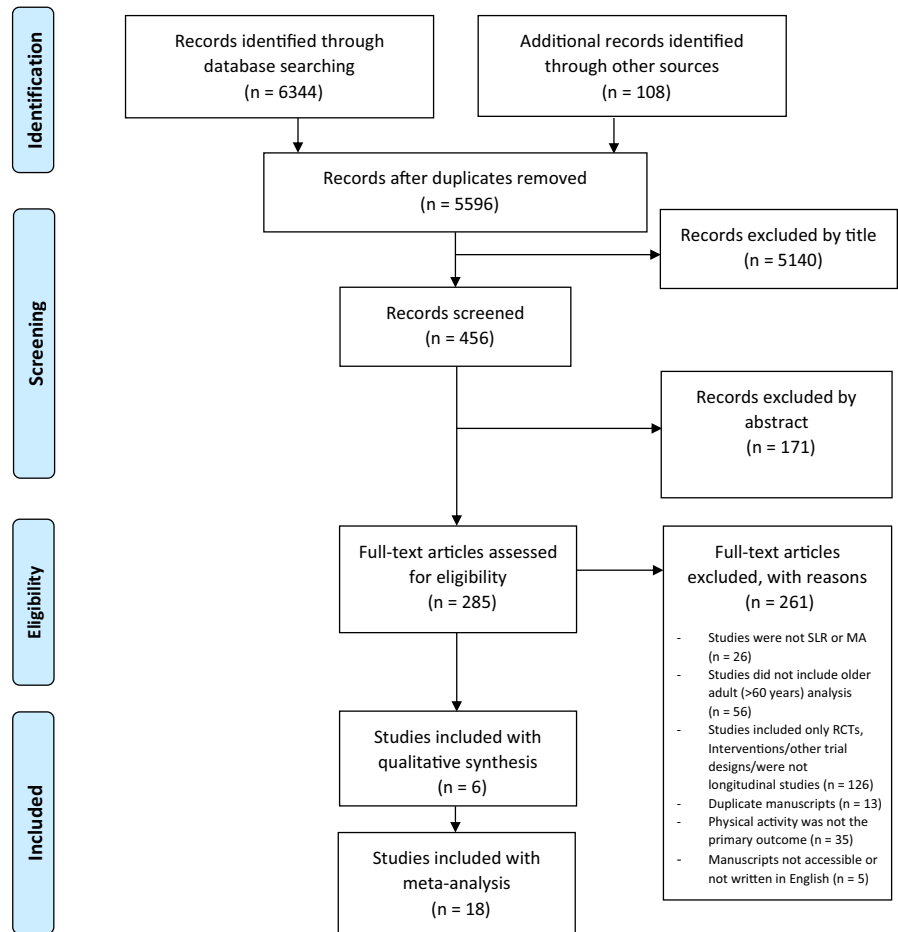 Identification
Records identified through
database searching
(n = 6344)
Additional records identified
through other sources
(n = 108)
Records after duplicates removed
(n = 5596)
Screening
Records excluded by title
(n = 5140)
Records screened
(n = 456)
Records excluded by
abstract
(n = 171)
Eligibility
Full-text articles assessed
for eligibility
(n = 285)
Full-text articles
excluded, with reasons
(n = 261)
- Studies were not SLR or MA
(n = 26)
- Studies did not include older
adult (>60 years) analysis
(n = 56)
- Studies included only RCTs,
Interventions/other trial
designs/were not
longitudinal studies (n = 126)
- Duplicate manuscripts (n = 13)
- Physical activity was not the
primary outcome (n = 35)
- Manuscripts not accessible or
not written in English (n = 5)
Included
Studies included with
qualitative synthesis
(n = 6)
Studies included with
meta-analysis
(n = 18)